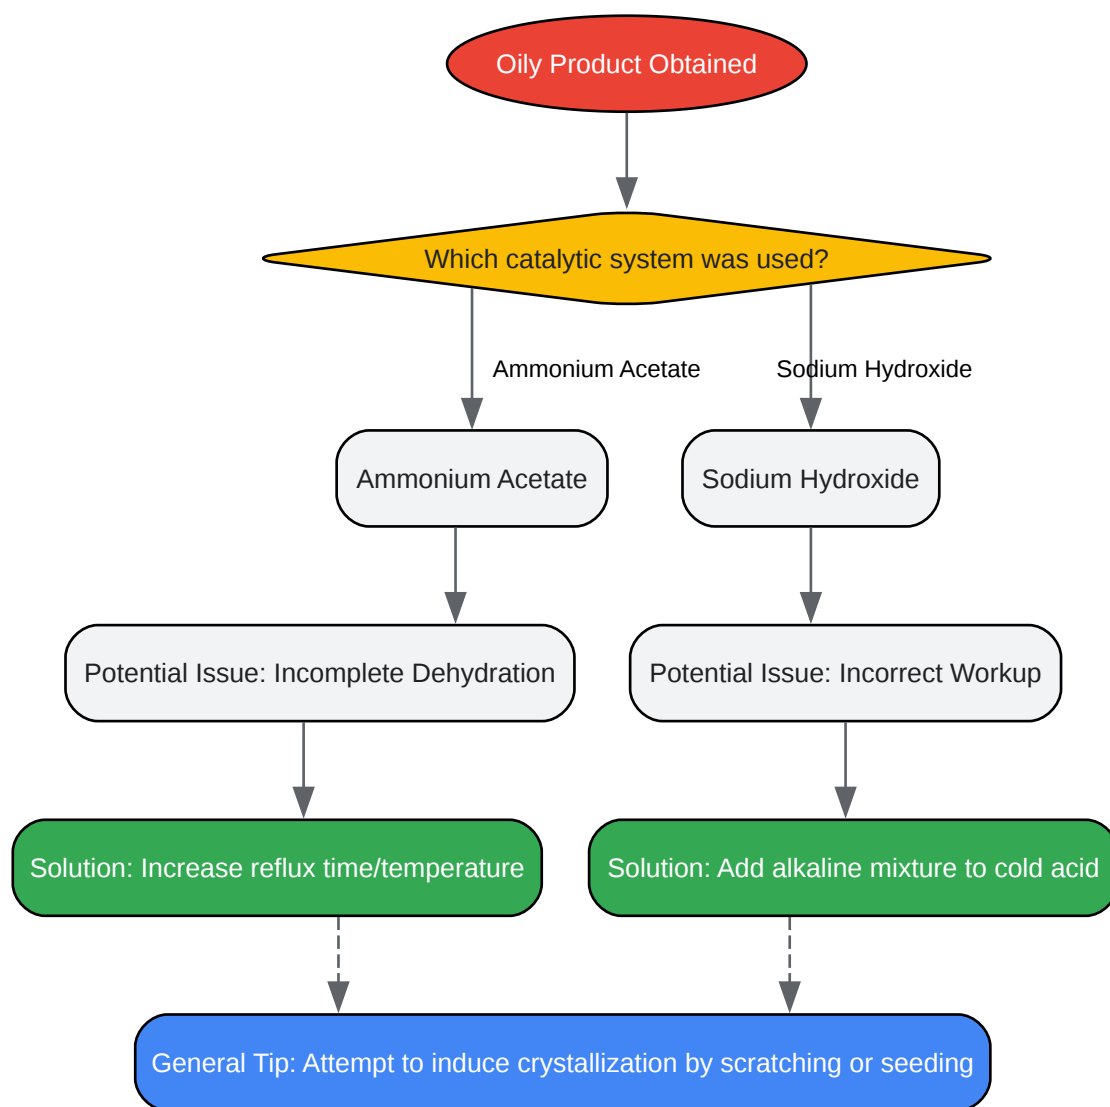 Oily Product Obtained
Which catalytic system was used?
Ammonium Acetate
Sodium Hydroxide
Ammonium Acetate
Sodium Hydroxide
Potential Issue: Incomplete Dehydration
Potential Issue: Incorrect Workup
Solution: Increase reflux time/temperature
Solution: Add alkaline mixture to cold acid
General Tip: Attempt to induce crystallization by scratching or seeding